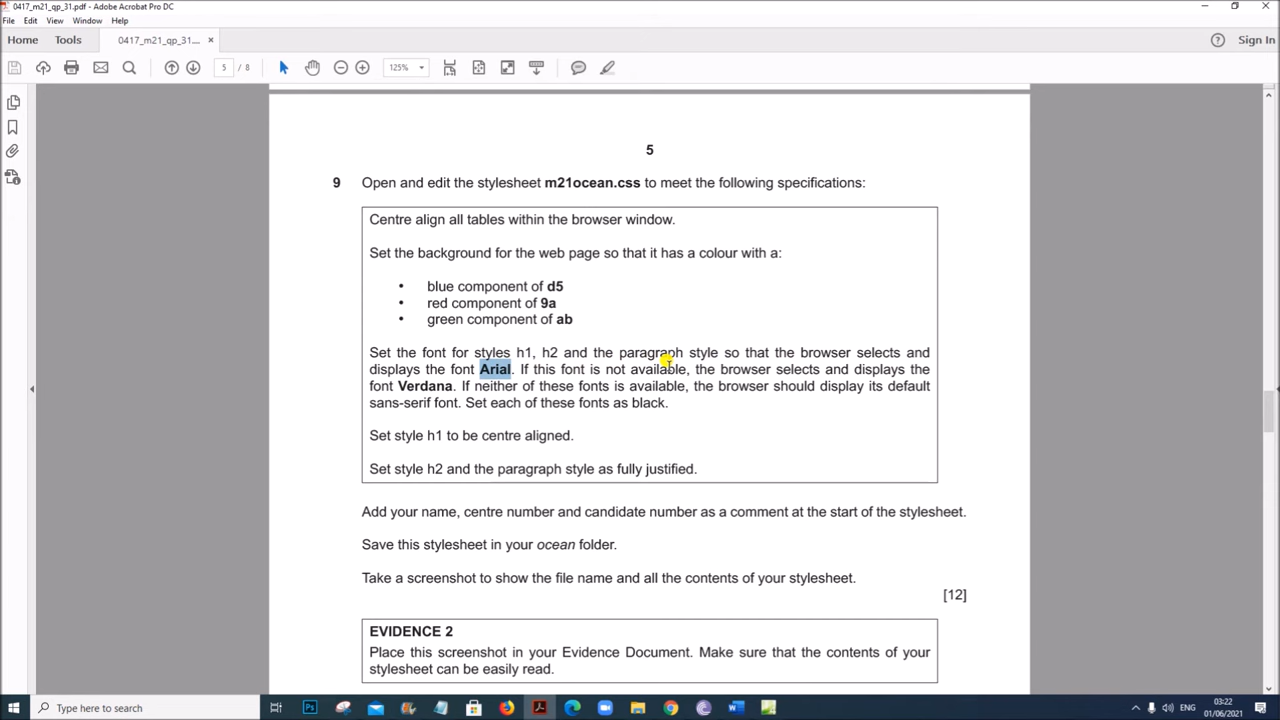 0417_m21_qp_31.pdf - Adobe Acrobat Pro DC
File Edit View Window Help
Home Tools 0417_m21_qp_31.... × Sign In
5 / 8 125%
5
9 Open and edit the stylesheet m21ocean.css to meet the following specifications:
Centre align all tables within the browser window.
Set the background for the web page so that it has a colour with a:
• blue component of d5
• red component of 9a
• green component of ab
Set the font for styles h1, h2 and the paragraph style so that the browser selects and
displays the font Arial. If this font is not available, the browser selects and displays the
font Verdana. If neither of these fonts is available, the browser should display its default
sans-serif font. Set each of these fonts as black.
Set style h1 to be centre aligned.
Set style h2 and the paragraph style as fully justified.
Add your name, centre number and candidate number as a comment at the start of the stylesheet.
Save this stylesheet in your ocean folder.
Take a screenshot to show the file name and all the contents of your stylesheet.
[12]
EVIDENCE 2
Place this screenshot in your Evidence Document. Make sure that the contents of your
stylesheet can be easily read.
Type here to search
ENG
03:22
01/06/2021